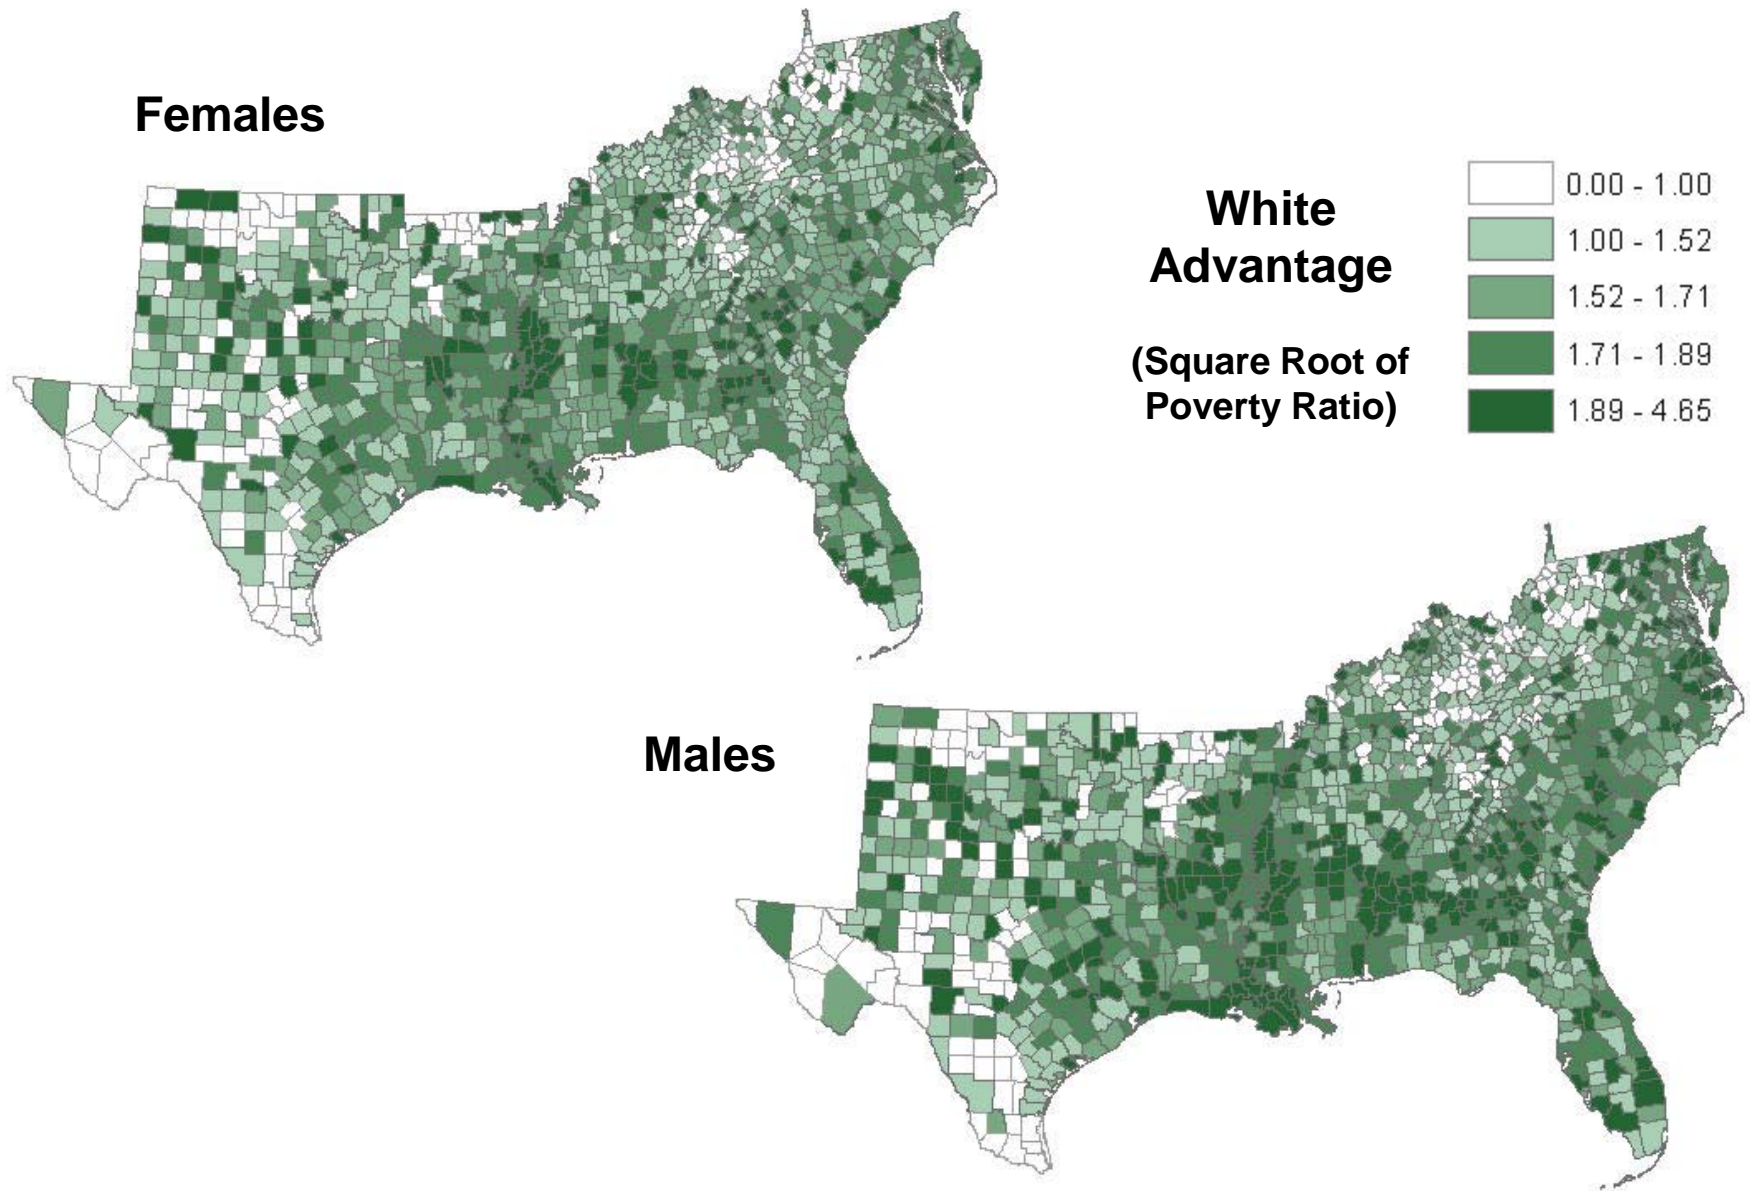 Females
White
Advantage
(Square Root of
Poverty Ratio)
0.00 - 1.00
1.00 - 1.52
1.52 - 1.71
1.71 - 1.89
1.89 - 4.65
Males